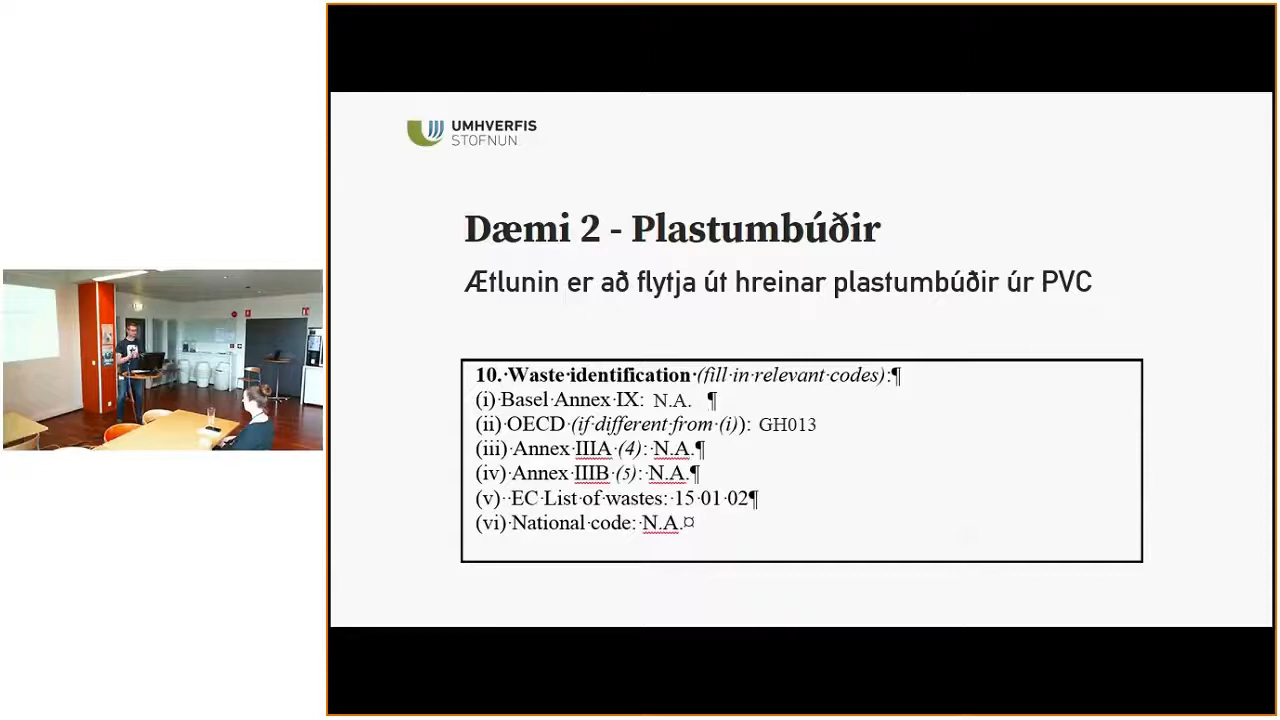 UMHVERFIS
STOFNUN
Dæmi 2 - Plastumbúðir
Ætlunin er að flytja út hreinar plastumbúðir úr PVC
10.·Waste·identification·(fill·in·relevant·codes):¶
(i)·Basel·Annex·IX: N.A. ¶
(ii)·OECD·(if·different·from·(i)): GH013
(iii)·Annex·IIIA·(4):·N.A.¶
(iv)·Annex·IIIB·(5):·N.A.¶
(v)··EC·List·of·wastes:·15·01·02¶
(vi)·National·code:·N.A.¤